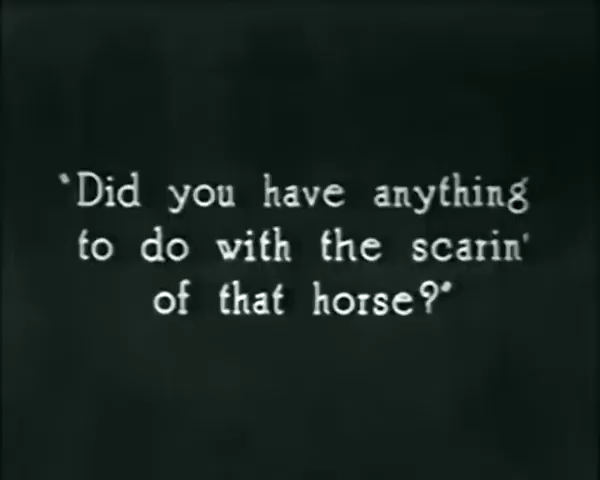 "Did you have anything
to do with the scarin'
of that horse?"